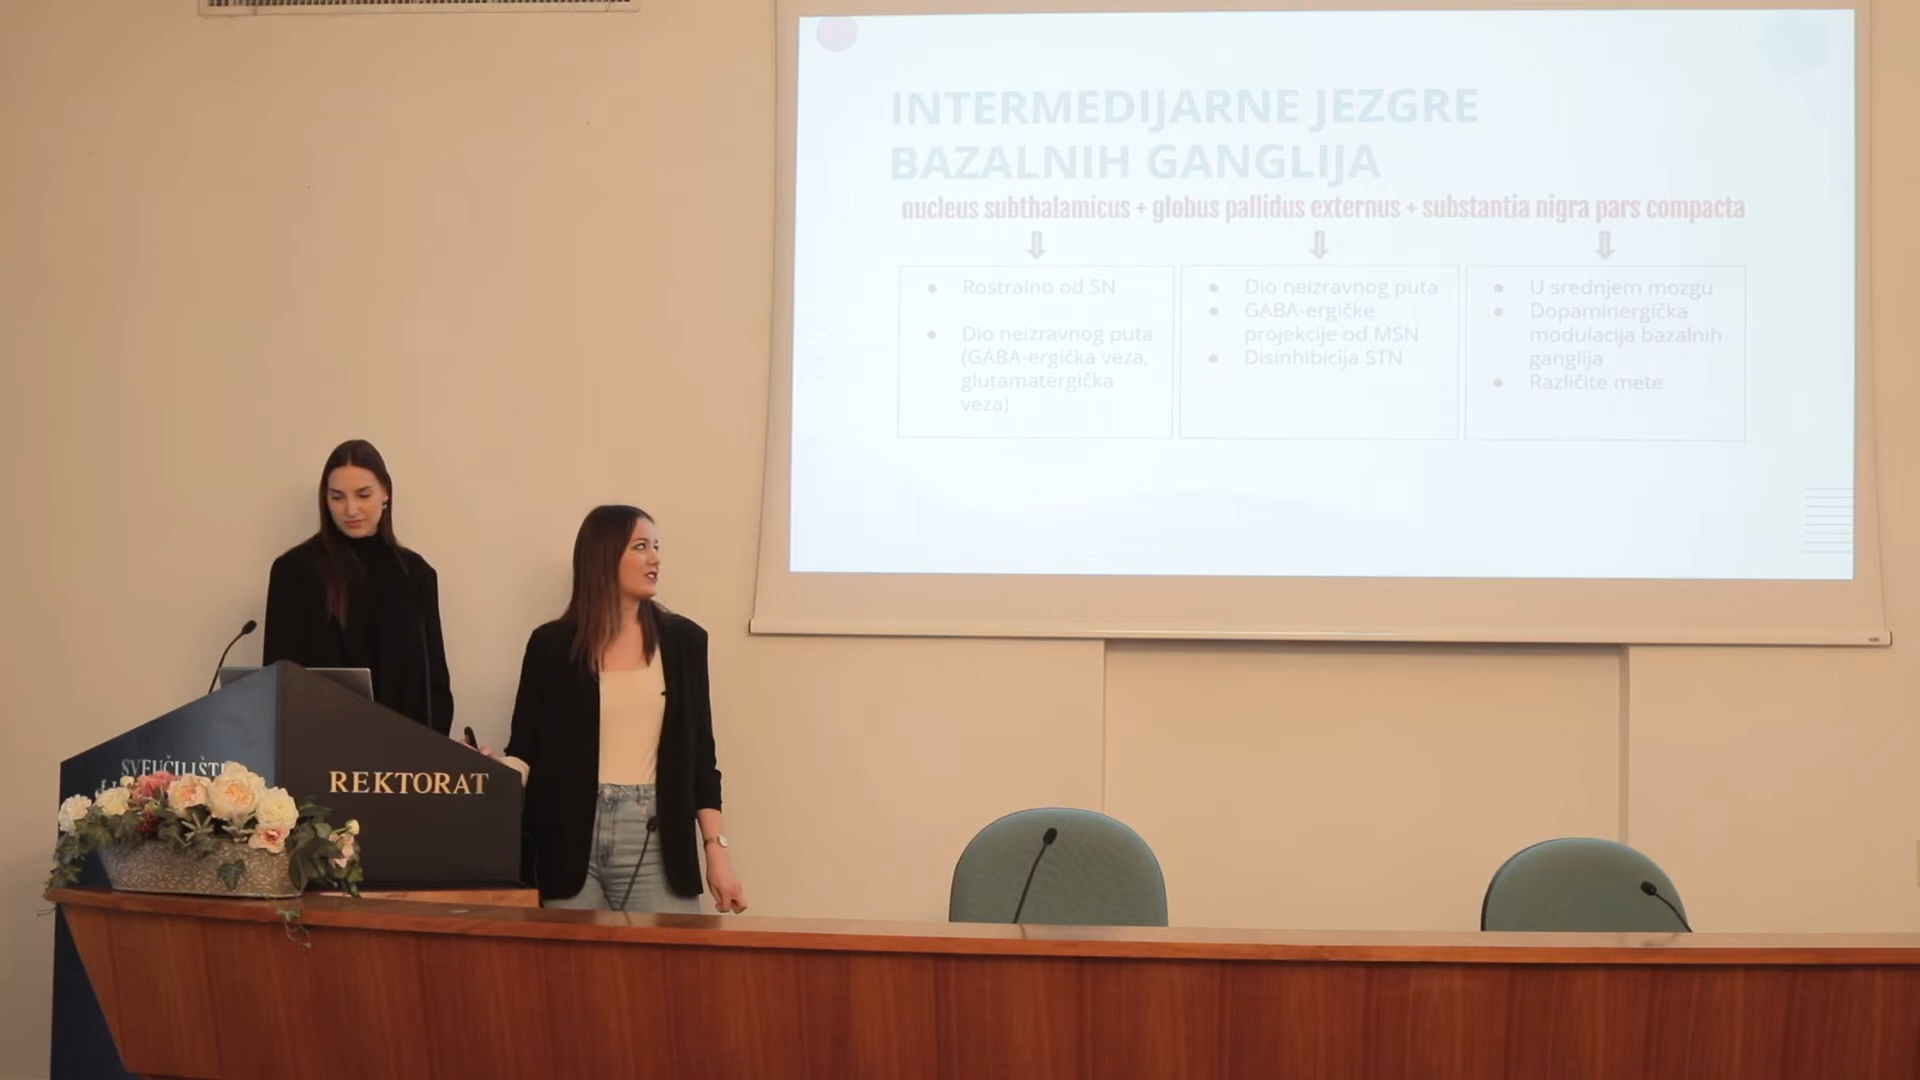 INTERMEDIJARNE JEZGRE
BAZALNIH GANGLIJA
nucleus subthalamicus + globus pallidus externus + substantia nigra pars compacta
● Rostralno od SN
● Dio neizravnog puta
(GABA-ergička veza,
glutamatergička
veza)
● Dio neizravnog puta
● GABA-ergičke
projekcije od MSN
● Disinhibicija STN
● U srednjem mozgu
● Dopaminergička
modulacija bazalnih
ganglija
● Različite mete
REKTORAT